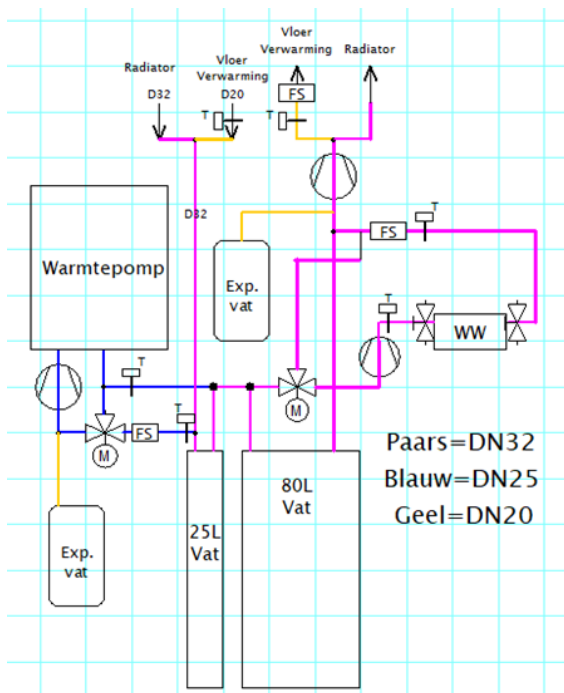 Vloer
Verwarming
Radiator
Radiator
Vloer
Verwarming
D32
D20
FS
T
T
D32
Warmtepomp
Exp.
vat
FS
T
T
WW
T
M
T
FS
M
Paars=DN32
Blauw=DN25
Geel=DN20
80L
Vat
25L
Vat
Exp.
vat